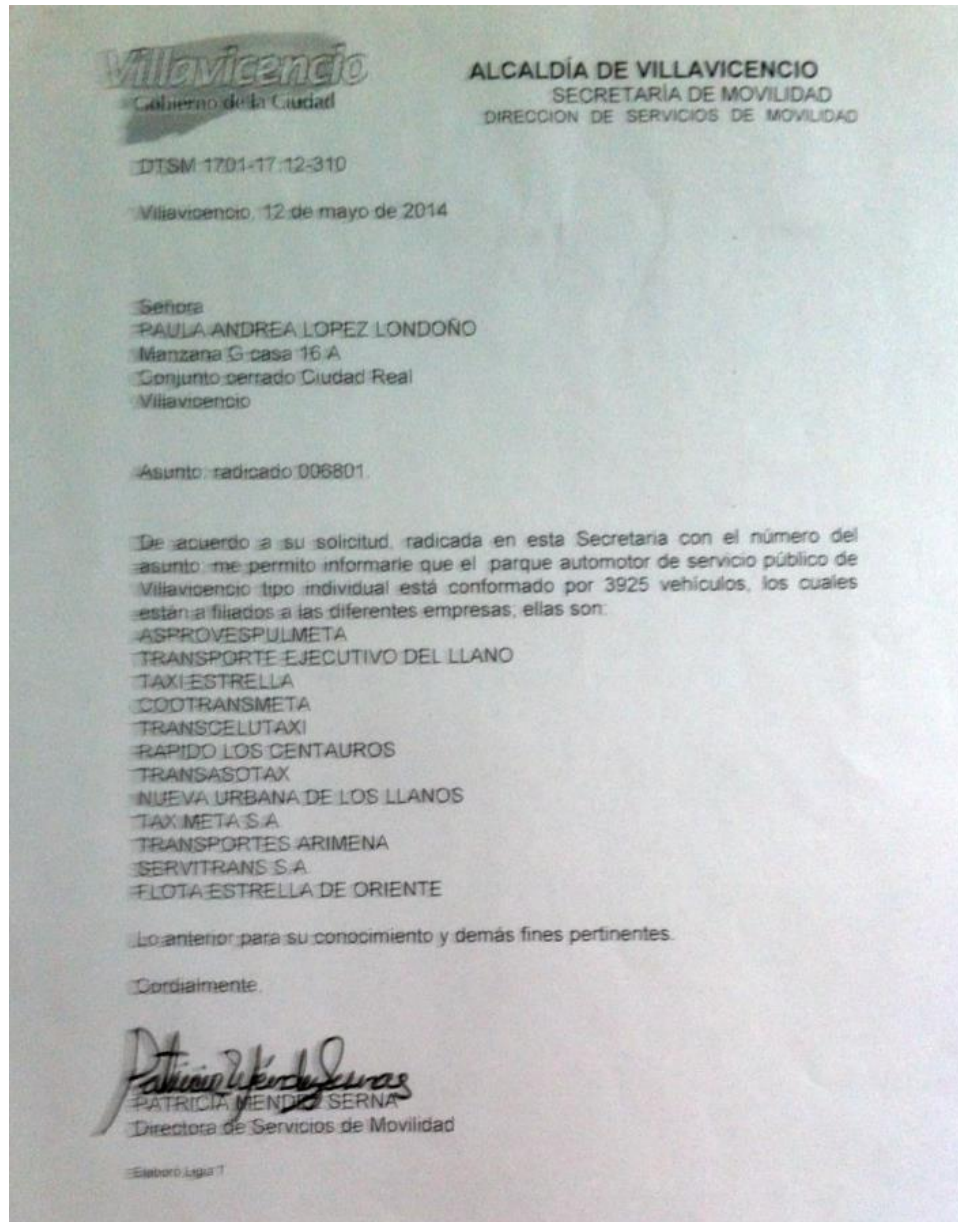 Villavicencio
Gobierno de la Ciudad
ALCALDÍA DE VILLAVICENCIO
SECRETARÍA DE MOVILIDAD
DIRECCION DE SERVICIOS DE MOVILIDAD
DTSM 1701-17.12-310
Villavicencio, 12 de mayo de 2014
Señora
PAULA ANDREA LOPEZ LONDOÑO
Manzana G casa 16 A
Conjunto cerrado Ciudad Real
Villavicencio
Asunto: radicado 006801.
De acuerdo a su solicitud, radicada en esta Secretaria con el número del
asunto; me permito informarle que el parque automotor de servicio público de
Villavicencio tipo individual está conformado por 3925 vehículos, los cuales
están a filiados a las diferentes empresas; ellas son:
ASPROVESPULMETA
TRANSPORTE EJECUTIVO DEL LLANO
TAXI ESTRELLA
COOTRANSMETA
TRANSCELUTAXI
RAPIDO LOS CENTAUROS
TRANSASOTAX
NUEVA URBANA DE LOS LLANOS
TAX META S.A
TRANSPORTES ARIMENA
SERVITRANS S.A
FLOTA ESTRELLA DE ORIENTE
Lo anterior para su conocimiento y demás fines pertinentes.
Cordialmente,
PATRICIA MENDEZ SERNA
Directora de Servicios de Movilidad
Elaboro Ligia T